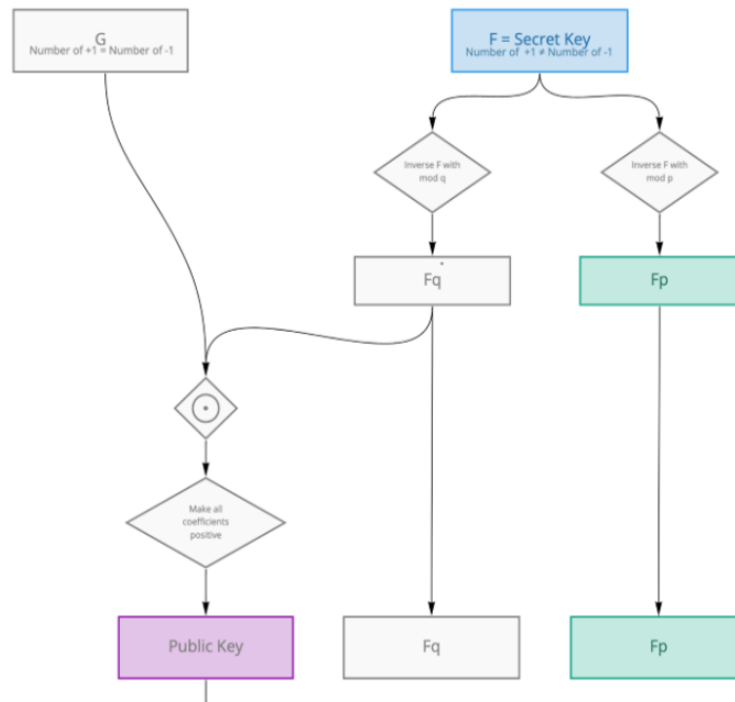 G
Number of +1 = Number of -1
F = Secret Key
Number of +1 ≠ Number of -1
Inverse F with
mod q
Inverse F with
mod p
Fq
Fp
Make all
coefficients
positive
Public Key
Fq
Fp